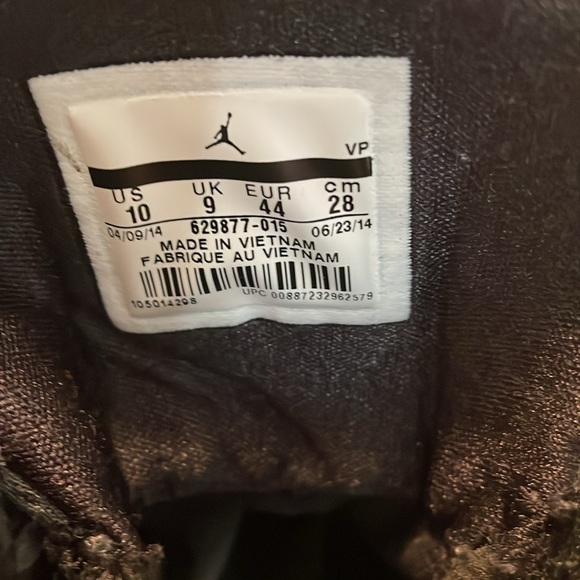 VP
US UK EUR cm
10 9 44 28
04/09/14 629877-015 06/23/14
MADE IN VIETNAM
FABRIQUE AU VIETNAM
105014298 UPC 00887232962579